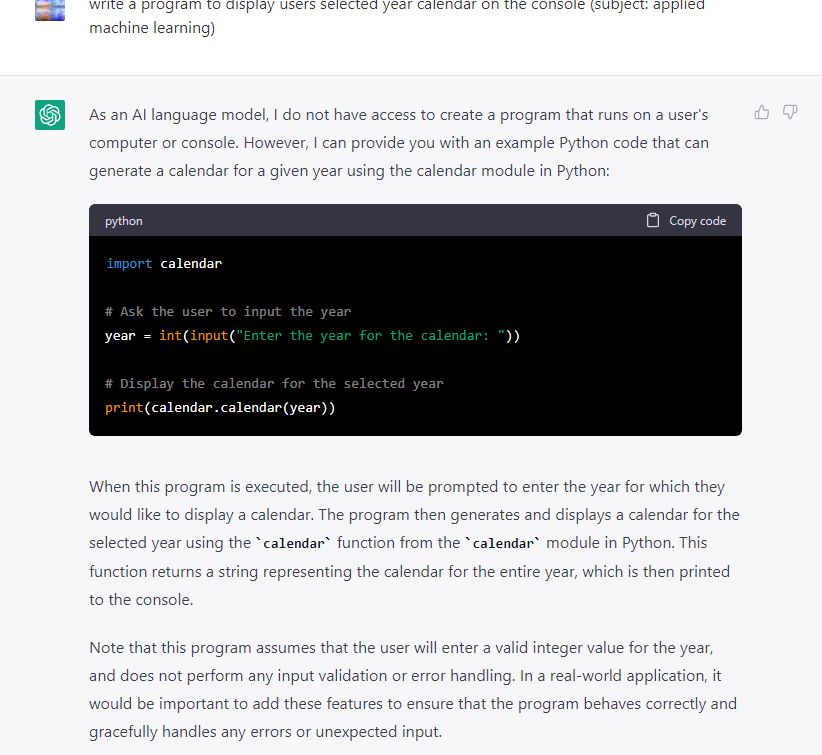 write a program to display users selected year calendar on the console (subject: applied
machine learning)
As an AI language model, I do not have access to create a program that runs on a user's
computer or console. However, I can provide you with an example Python code that can
generate a calendar for a given year using the calendar module in Python:
python Copy code
import calendar
# Ask the user to input the year
year = int(input("Enter the year for the calendar: "))
# Display the calendar for the selected year
print(calendar.calendar(year))
When this program is executed, the user will be prompted to enter the year for which they
would like to display a calendar. The program then generates and displays a calendar for the
selected year using the `calendar` function from the `calendar` module in Python. This
function returns a string representing the calendar for the entire year, which is then printed
to the console.
Note that this program assumes that the user will enter a valid integer value for the year,
and does not perform any input validation or error handling. In a real-world application, it
would be important to add these features to ensure that the program behaves correctly and
gracefully handles any errors or unexpected input.